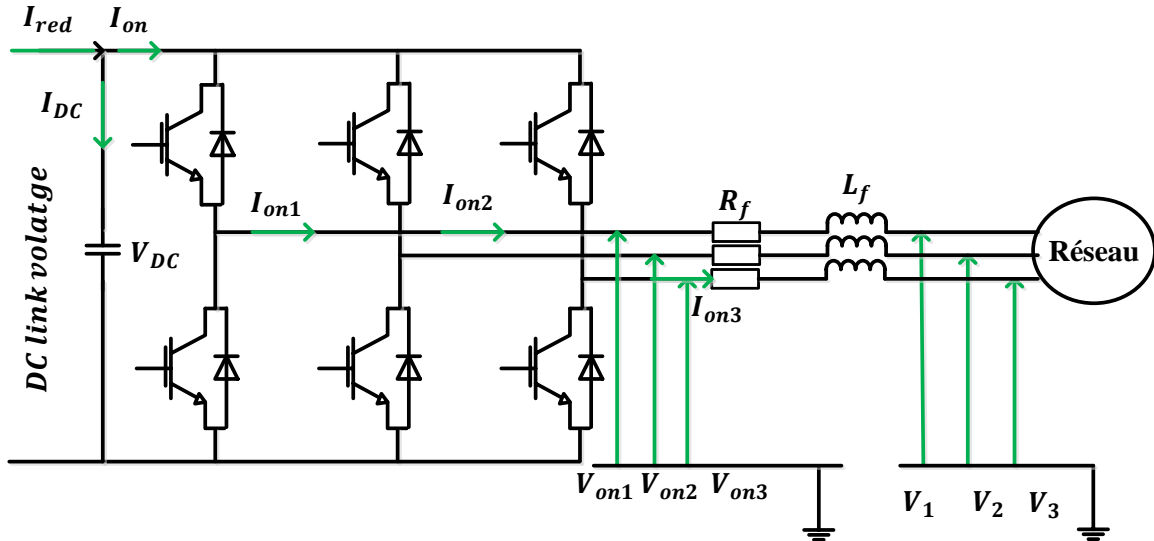 I_red I_on
I_DC
DC link volatge
V_DC
I_on1 I_on2
R_f L_f
Réseau
I_on3
V_on1 V_on2 V_on3
V_1 V_2 V_3